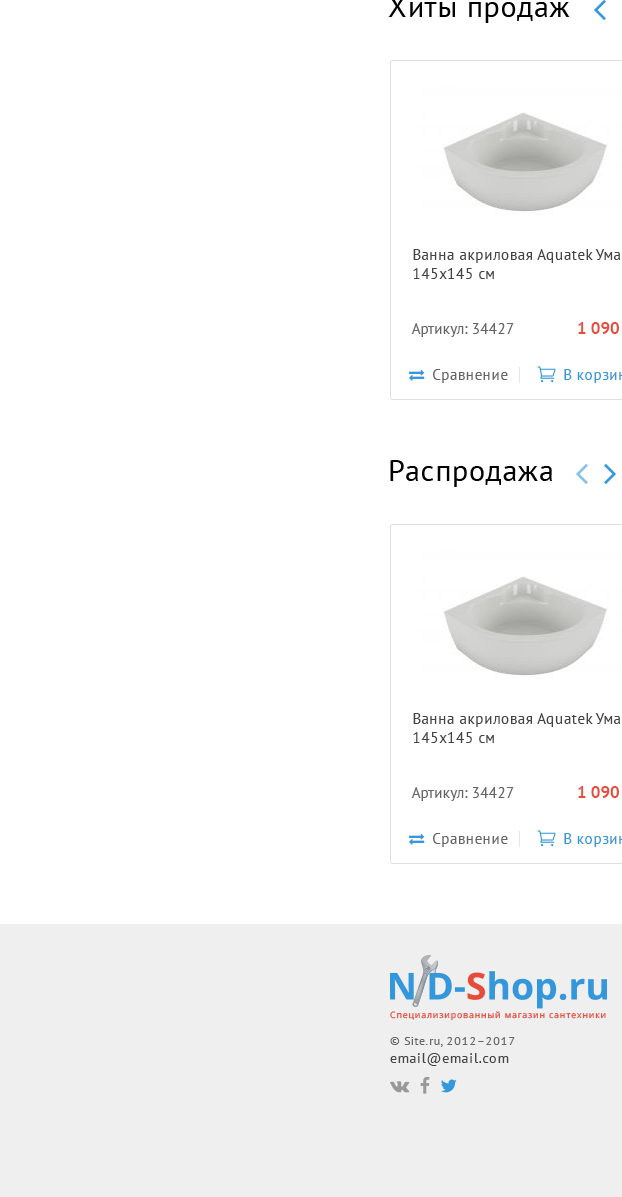 Хиты продаж
Ванна акриловая Aquatek Ума
145x145 см
Артикул: 34427 1 090
Сравнение В корзин
Распродажа
Ванна акриловая Aquatek Ума
145x145 см
Артикул: 34427 1 090
Сравнение В корзин
N/D-Shop.ru
Специализированный магазин сантехники
© Site.ru, 2012–2017
email@email.com